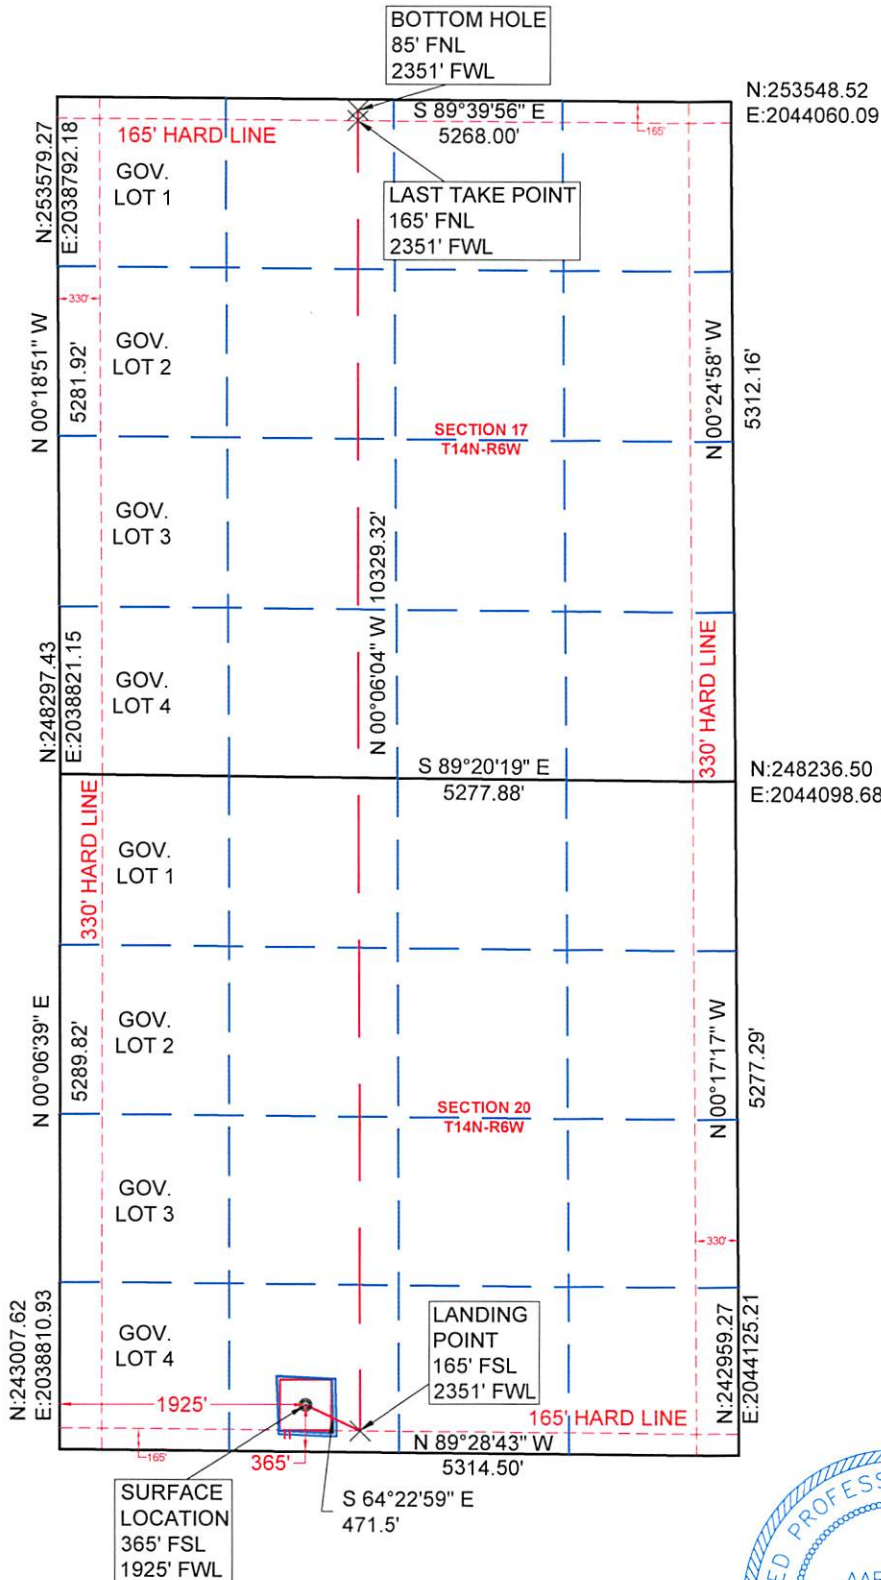 BOTTOM HOLE
85' FNL
2351' FWL
S 89°39'56" E
5268.00'
N:253548.52
E:2044060.09
N:253579.27
E:2038792.18
165' HARD LINE
165'
GOV.
LOT 1
LAST TAKE POINT
165' FNL
2351' FWL
330'
N 00°18'51" W
5281.92'
GOV.
LOT 2
SECTION 17
T14N-R6W
N 00°24'58" W
5312.16'
GOV.
LOT 3
N 00°06'04" W 10329.32'
GOV.
LOT 4
330' HARD LINE
N:248297.43
E:2038821.15
S 89°20'19" E
5277.88'
N:248236.50
E:2044098.68
330' HARD LINE
GOV.
LOT 1
N 00°06'39" E
5289.82'
GOV.
LOT 2
N 00°17'17" W
5277.29'
SECTION 20
T14N-R6W
GOV.
LOT 3
330'
N:243007.62
E:2038810.93
GOV.
LOT 4
LANDING
POINT
165' FSL
2351' FWL
N:242959.27
E:2044125.21
1925'
165' HARD LINE
165'
365'
N 89°28'43" W
5314.50'
SURFACE
LOCATION
365' FSL
1925' FWL
S 64°22'59" E
471.5'
ED PROFESS